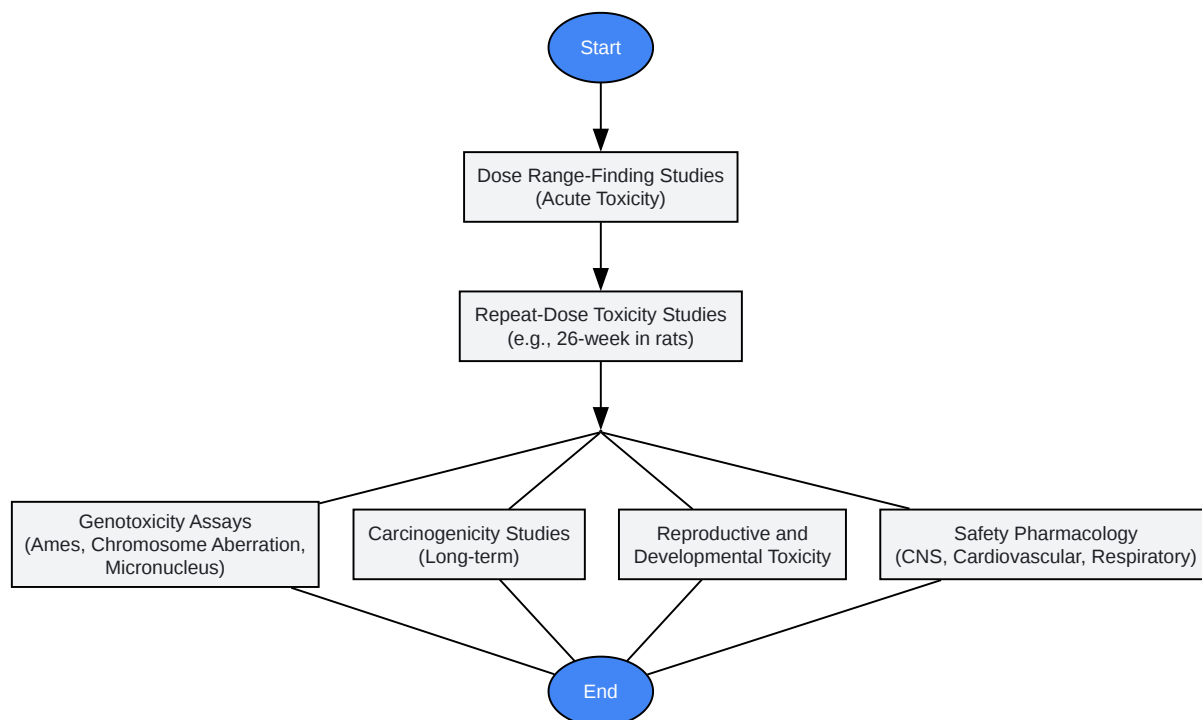 Start
Dose Range-Finding Studies
(Acute Toxicity)
Repeat-Dose Toxicity Studies
(e.g., 26-week in rats)
Genotoxicity Assays
(Ames, Chromosome Aberration,
Micronucleus)
Carcinogenicity Studies
(Long-term)
Reproductive and
Developmental Toxicity
Safety Pharmacology
(CNS, Cardiovascular, Respiratory)
End